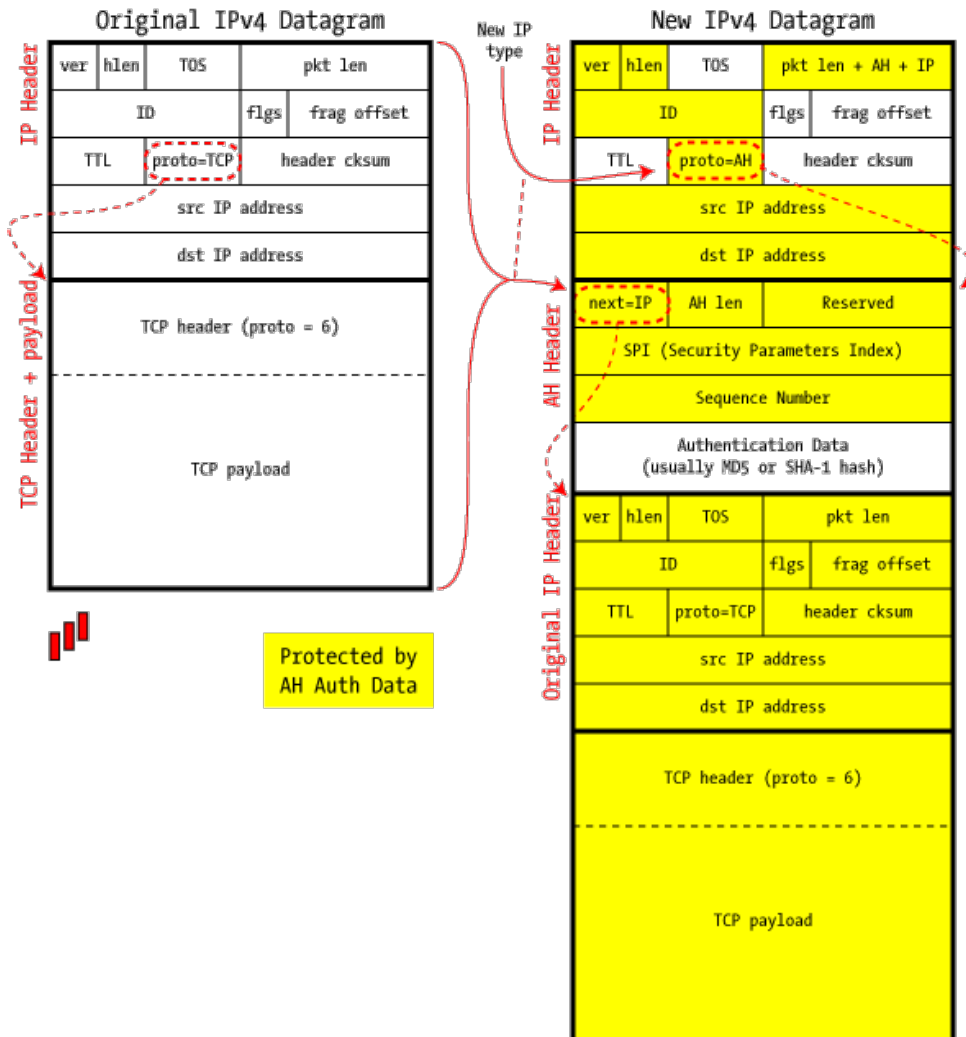 Original IPv4 Datagram
IP Header
ver hlen TOS pkt len
ID flgs frag offset
TTL proto=TCP header cksum
src IP address
dst IP address
TCP Header + payload
TCP header (proto = 6)
TCP payload
Protected by
AH Auth Data
New IP
type
New IPv4 Datagram
IP Header
ver hlen TOS pkt len + AH + IP
ID flgs frag offset
TTL proto=AH header cksum
src IP address
dst IP address
AH Header
next=IP AH len Reserved
SPI (Security Parameters Index)
Sequence Number
Authentication Data
(usually MD5 or SHA-1 hash)
Original IP Header
ver hlen TOS pkt len
ID flgs frag offset
TTL proto=TCP header cksum
src IP address
dst IP address
TCP header (proto = 6)
TCP payload